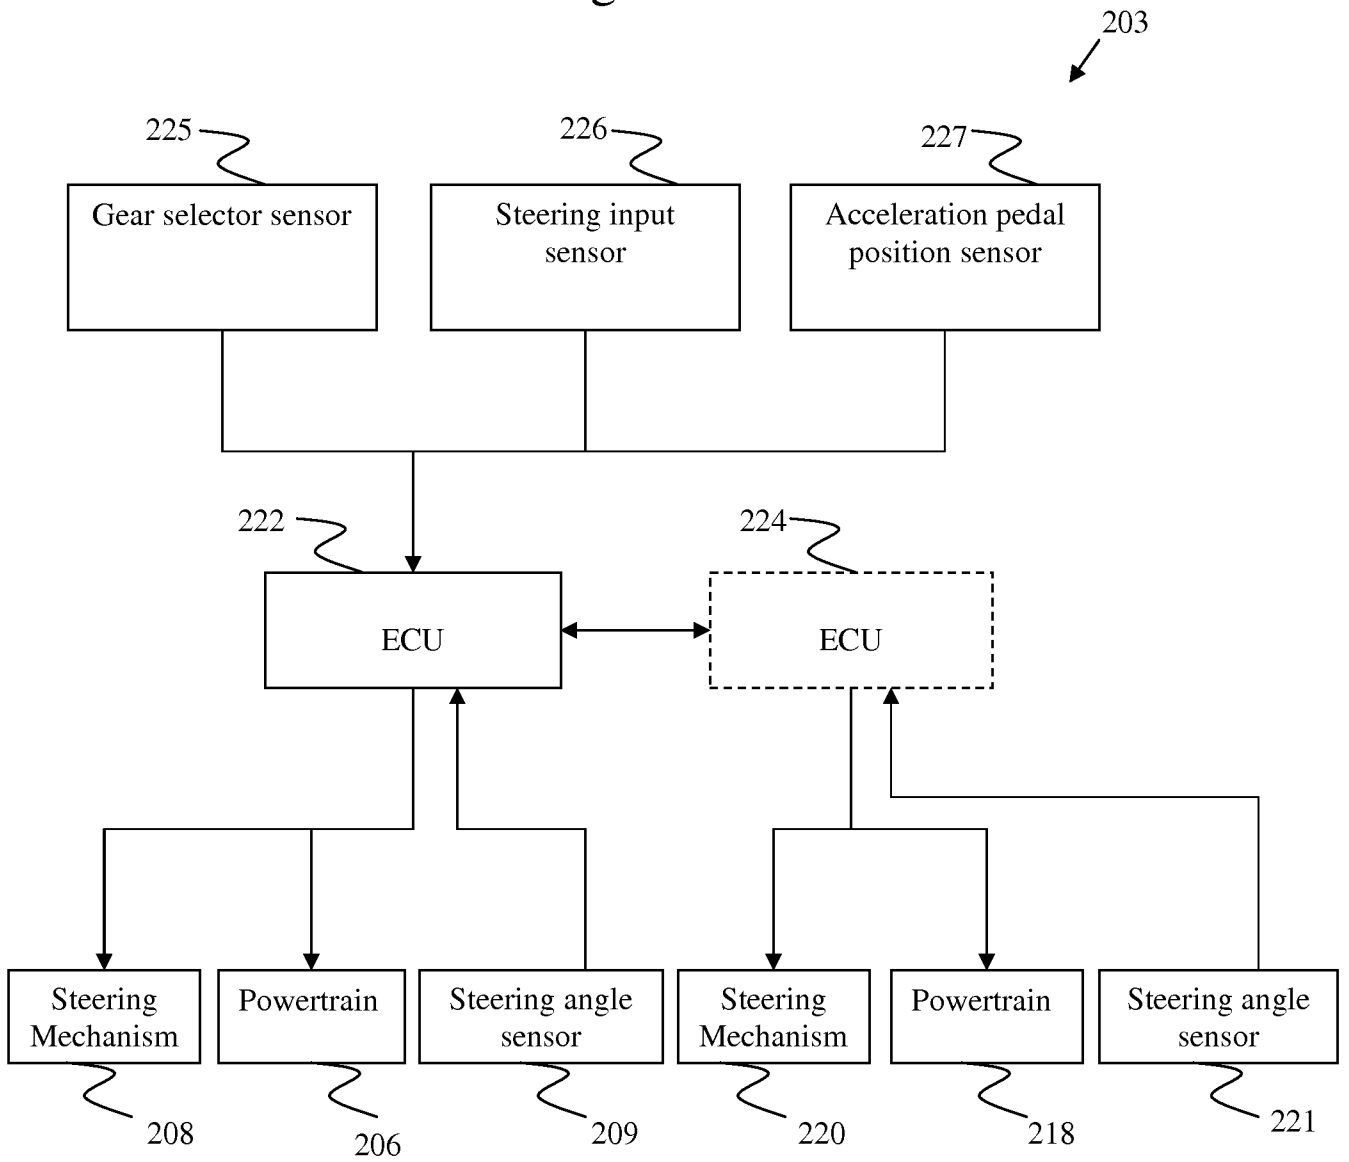 203
225
226
227
Gear selector sensor
Steering input
sensor
Acceleration pedal
position sensor
222
224
ECU
ECU
Steering
Mechanism
Powertrain
Steering angle
sensor
Steering
Mechanism
Powertrain
Steering angle
sensor
208
206
209
220
218
221